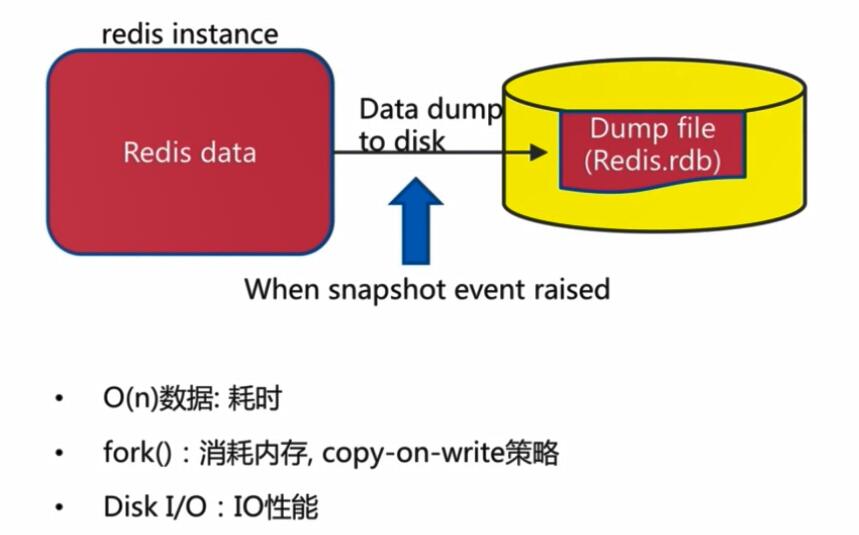 redis instance
Redis data
Data dump
to disk
Dump file
(Redis.rdb)
When snapshot event raised
• O(n)数据: 耗时
• fork()：消耗内存, copy-on-write策略
• Disk I/O：IO性能